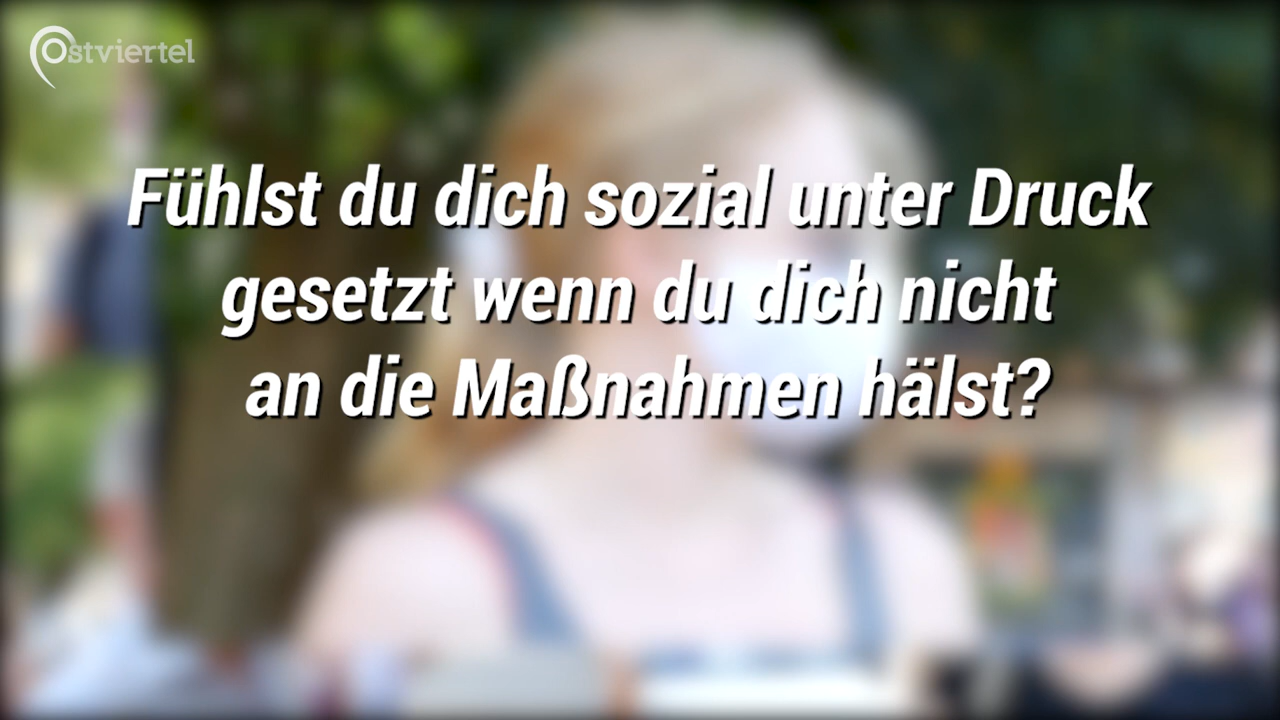 Ostviertel
Fühlst du dich sozial unter Druck
gesetzt wenn du dich nicht
an die Maßnahmen hälst?